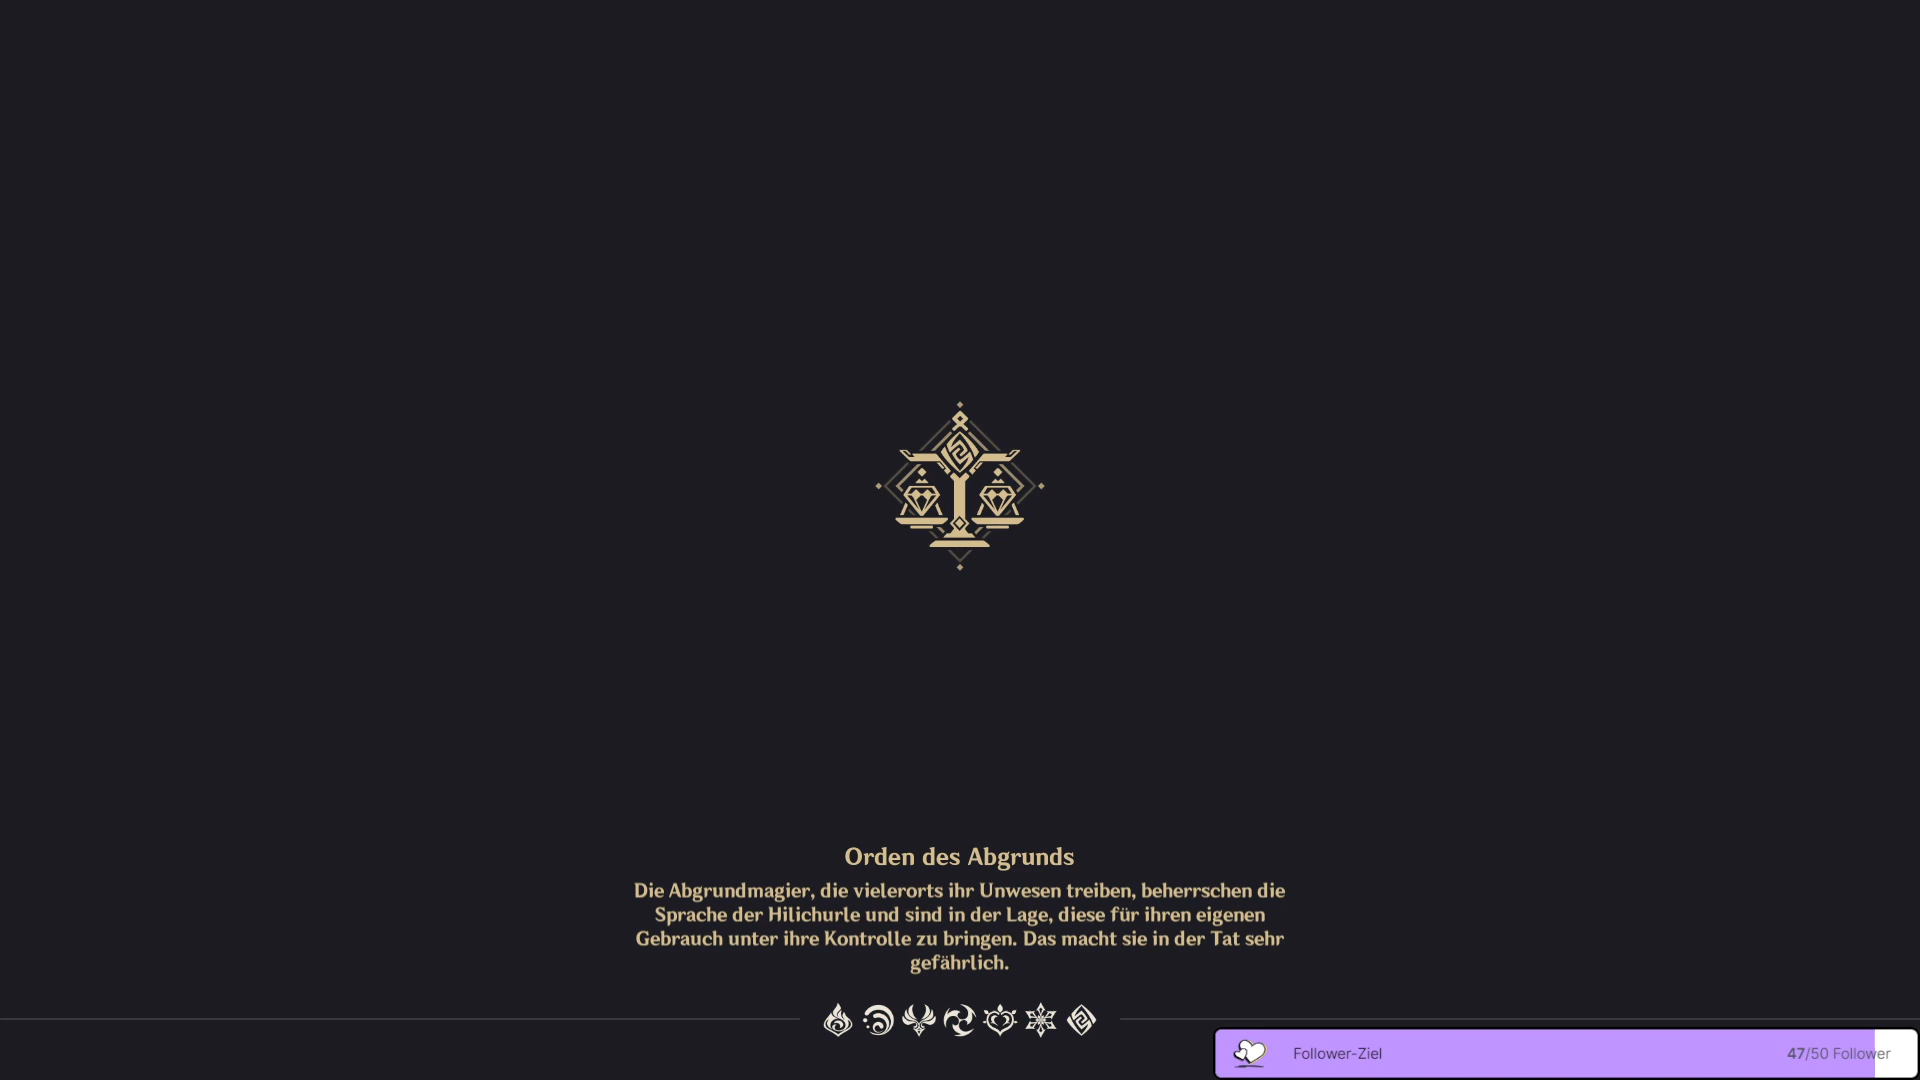 Orden des Abgrunds
Die Abgrundmagier, die vielerorts ihr Unwesen treiben, beherrschen die
Sprache der Hilichurle und sind in der Lage, diese für ihren eigenen
Gebrauch unter ihre Kontrolle zu bringen. Das macht sie in der Tat sehr
gefährlich.
Follower-Ziel
47/50 Follower